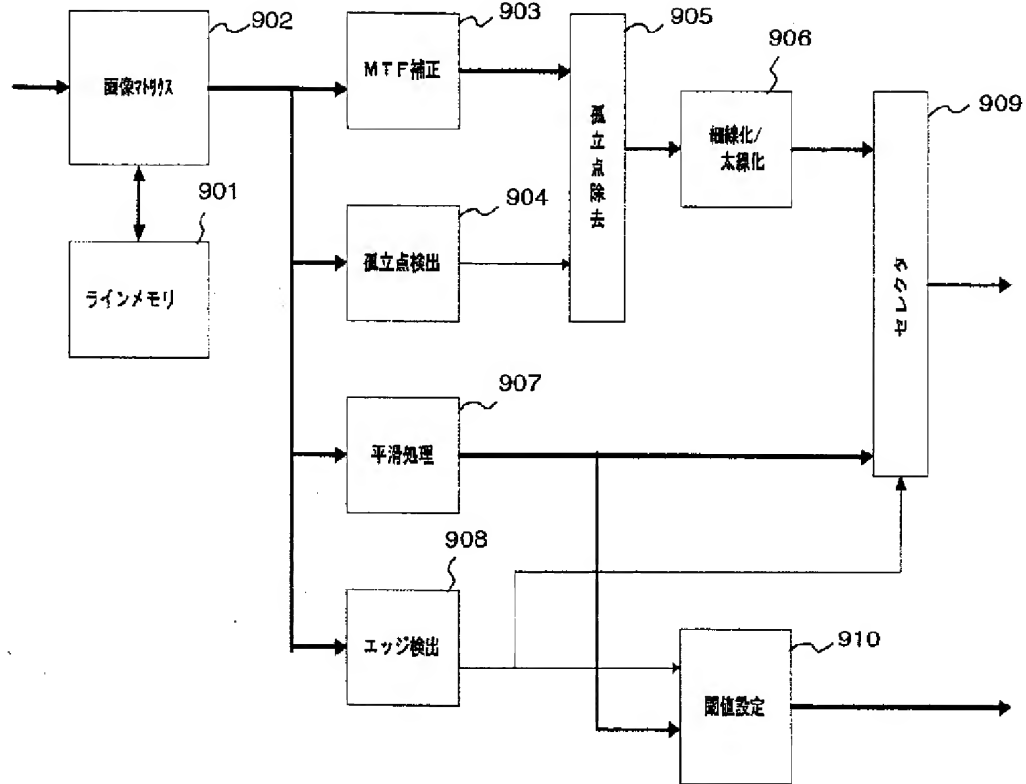 902
画像マトリクス
901
ラインメモリ
903
MTF補正
904
孤立点検出
905
孤立点除去
906
細線化/
太線化
907
平滑処理
908
エッジ検出
909
セレクタ
910
閾値設定